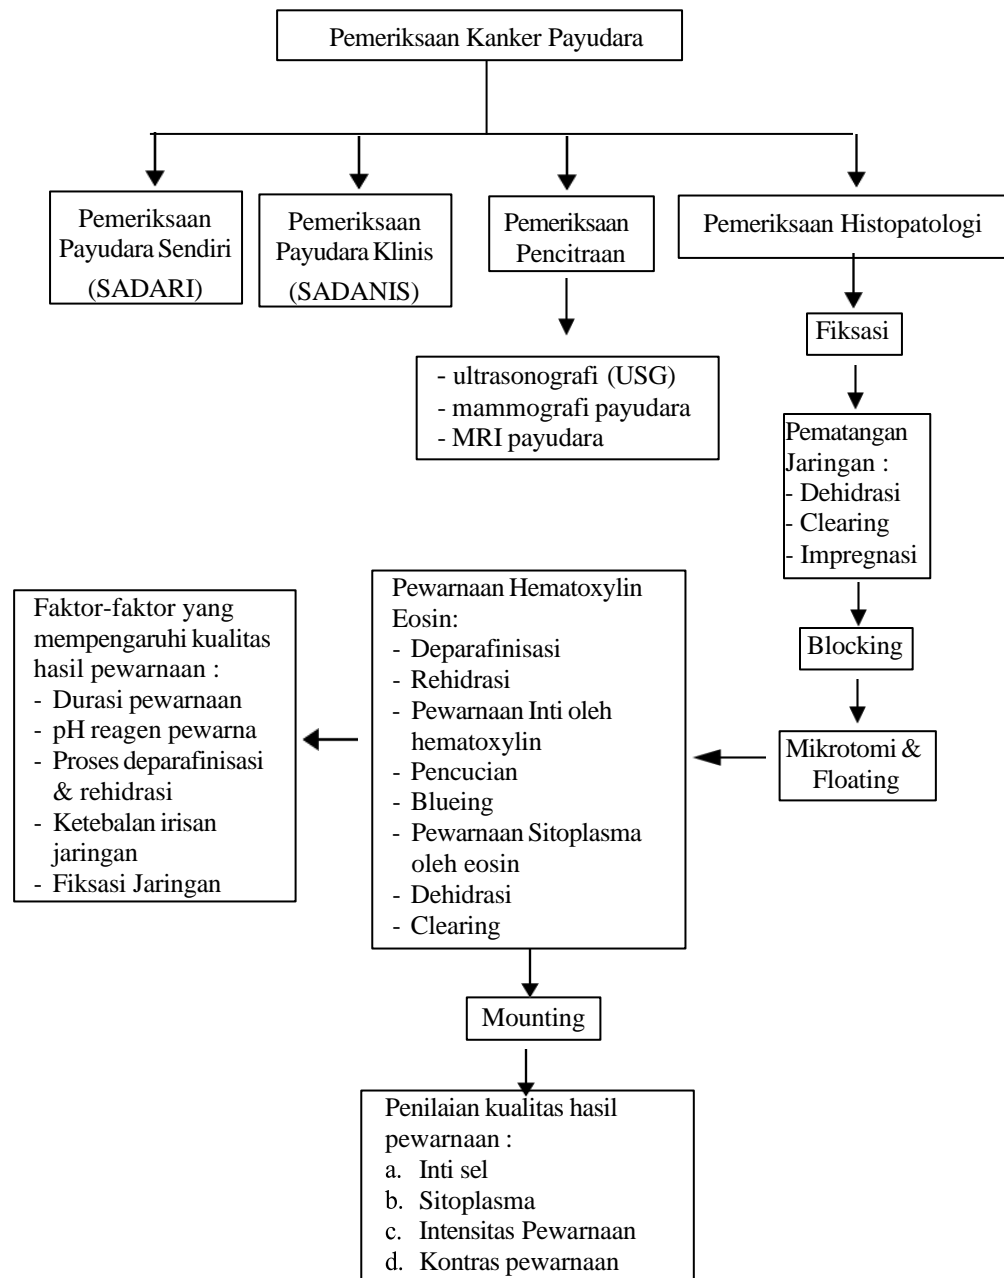 Pemeriksaan Kanker Payudara
Pemeriksaan
Payudara Sendiri
(SADARI)
Pemeriksaan
Payudara Klinis
(SADANIS)
Pemeriksaan
Pencitraan
Pemeriksaan Histopatologi
- ultrasonografi (USG)
- mammografi payudara
- MRI payudara
Fiksasi
Pematangan
Jaringan :
- Dehidrasi
- Clearing
- Impregnasi
Blocking
Mikrotomi &
Floating
Pewarnaan Hematoxylin
Eosin:
- Deparafinisasi
- Rehidrasi
- Pewarnaan Inti oleh
hematoxylin
- Pencucian
- Blueing
- Pewarnaan Sitoplasma
oleh eosin
- Dehidrasi
- Clearing
Faktor-faktor yang
mempengaruhi kualitas
hasil pewarnaan :
- Durasi pewarnaan
- pH reagen pewarna
- Proses deparafinisasi
& rehidrasi
- Ketebalan irisan
jaringan
- Fiksasi Jaringan
Mounting
Penilaian kualitas hasil
pewarnaan :
a. Inti sel
b. Sitoplasma
c. Intensitas Pewarnaan
d. Kontras pewarnaan